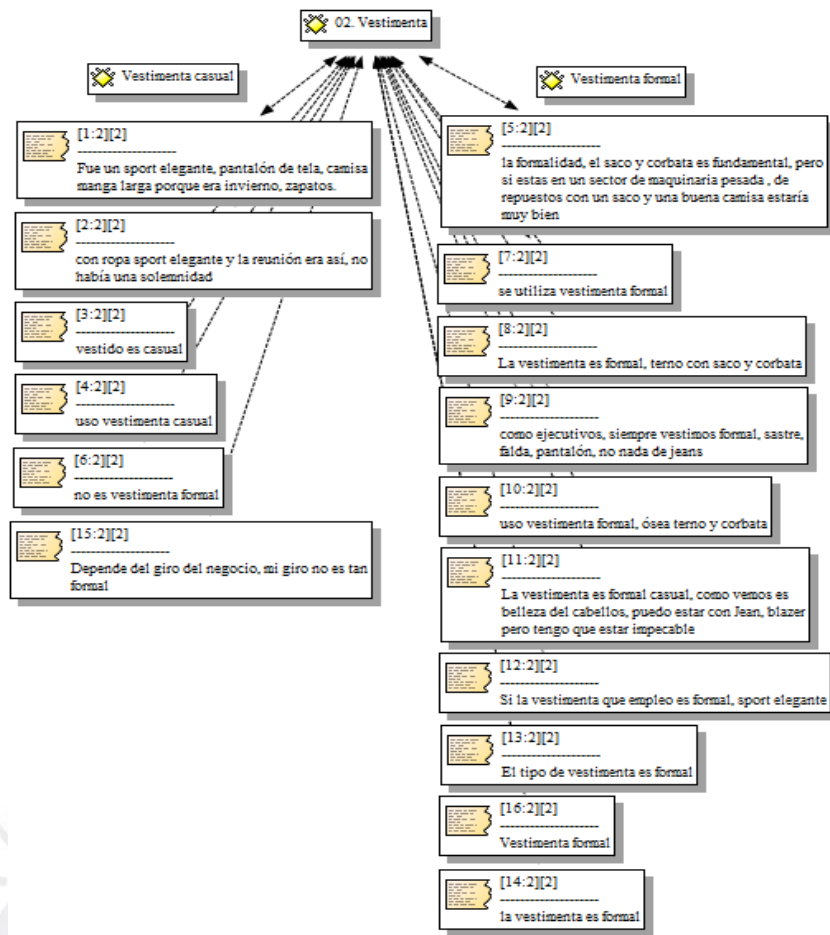 02. Vestimenta
Vestimenta casual
[1:2][2]
--------------------
Fue un sport elegante, pantalón de tela, camisa
manga larga porque era invierno, zapatos.
[2:2][2]
--------------------
con ropa sport elegante y la reunión era así, no
había una solemnidad
[3:2][2]
--------------------
vestido es casual
[4:2][2]
--------------------
uso vestimenta casual
[6:2][2]
--------------------
no es vestimenta formal
[15:2][2]
--------------------
Depende del giro del negocio, mi giro no es tan
formal
Vestimenta formal
[5:2][2]
--------------------
la formalidad, el saco y corbata es fundamental, pero
si estas en un sector de maquinaria pesada , de
repuestos con un saco y una buena camisa estaría
muy bien
[7:2][2]
--------------------
se utiliza vestimenta formal
[8:2][2]
--------------------
La vestimenta es formal, terno con saco y corbata
[9:2][2]
--------------------
como ejecutivos, siempre vestimos formal, sastre,
falda, pantalón, no nada de jeans
[10:2][2]
--------------------
uso vestimenta formal, ósea terno y corbata
[11:2][2]
--------------------
La vestimenta es formal casual, como vemos es
belleza del cabellos, puedo estar con Jean, blazer
pero tengo que estar impecable
[12:2][2]
--------------------
Si la vestimenta que empleo es formal, sport elegante
[13:2][2]
--------------------
El tipo de vestimenta es formal
[16:2][2]
--------------------
Vestimenta formal
[14:2][2]
--------------------
la vestimenta es formal